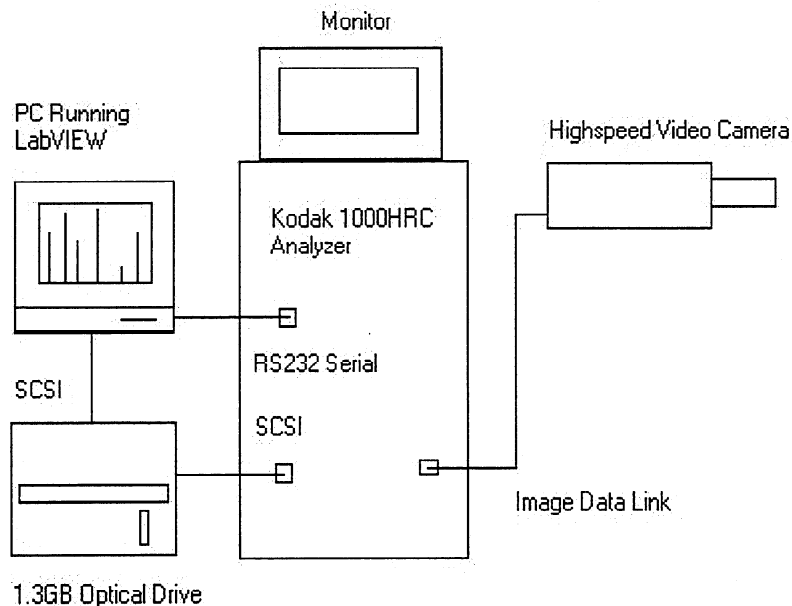 Monitor
PC Running
LabVIEW
Highspeed Video Camera
Kodak 1000HRC
Analyzer
RS232 Serial
SCSI
SCSI
Image Data Link
1.3GB Optical Drive